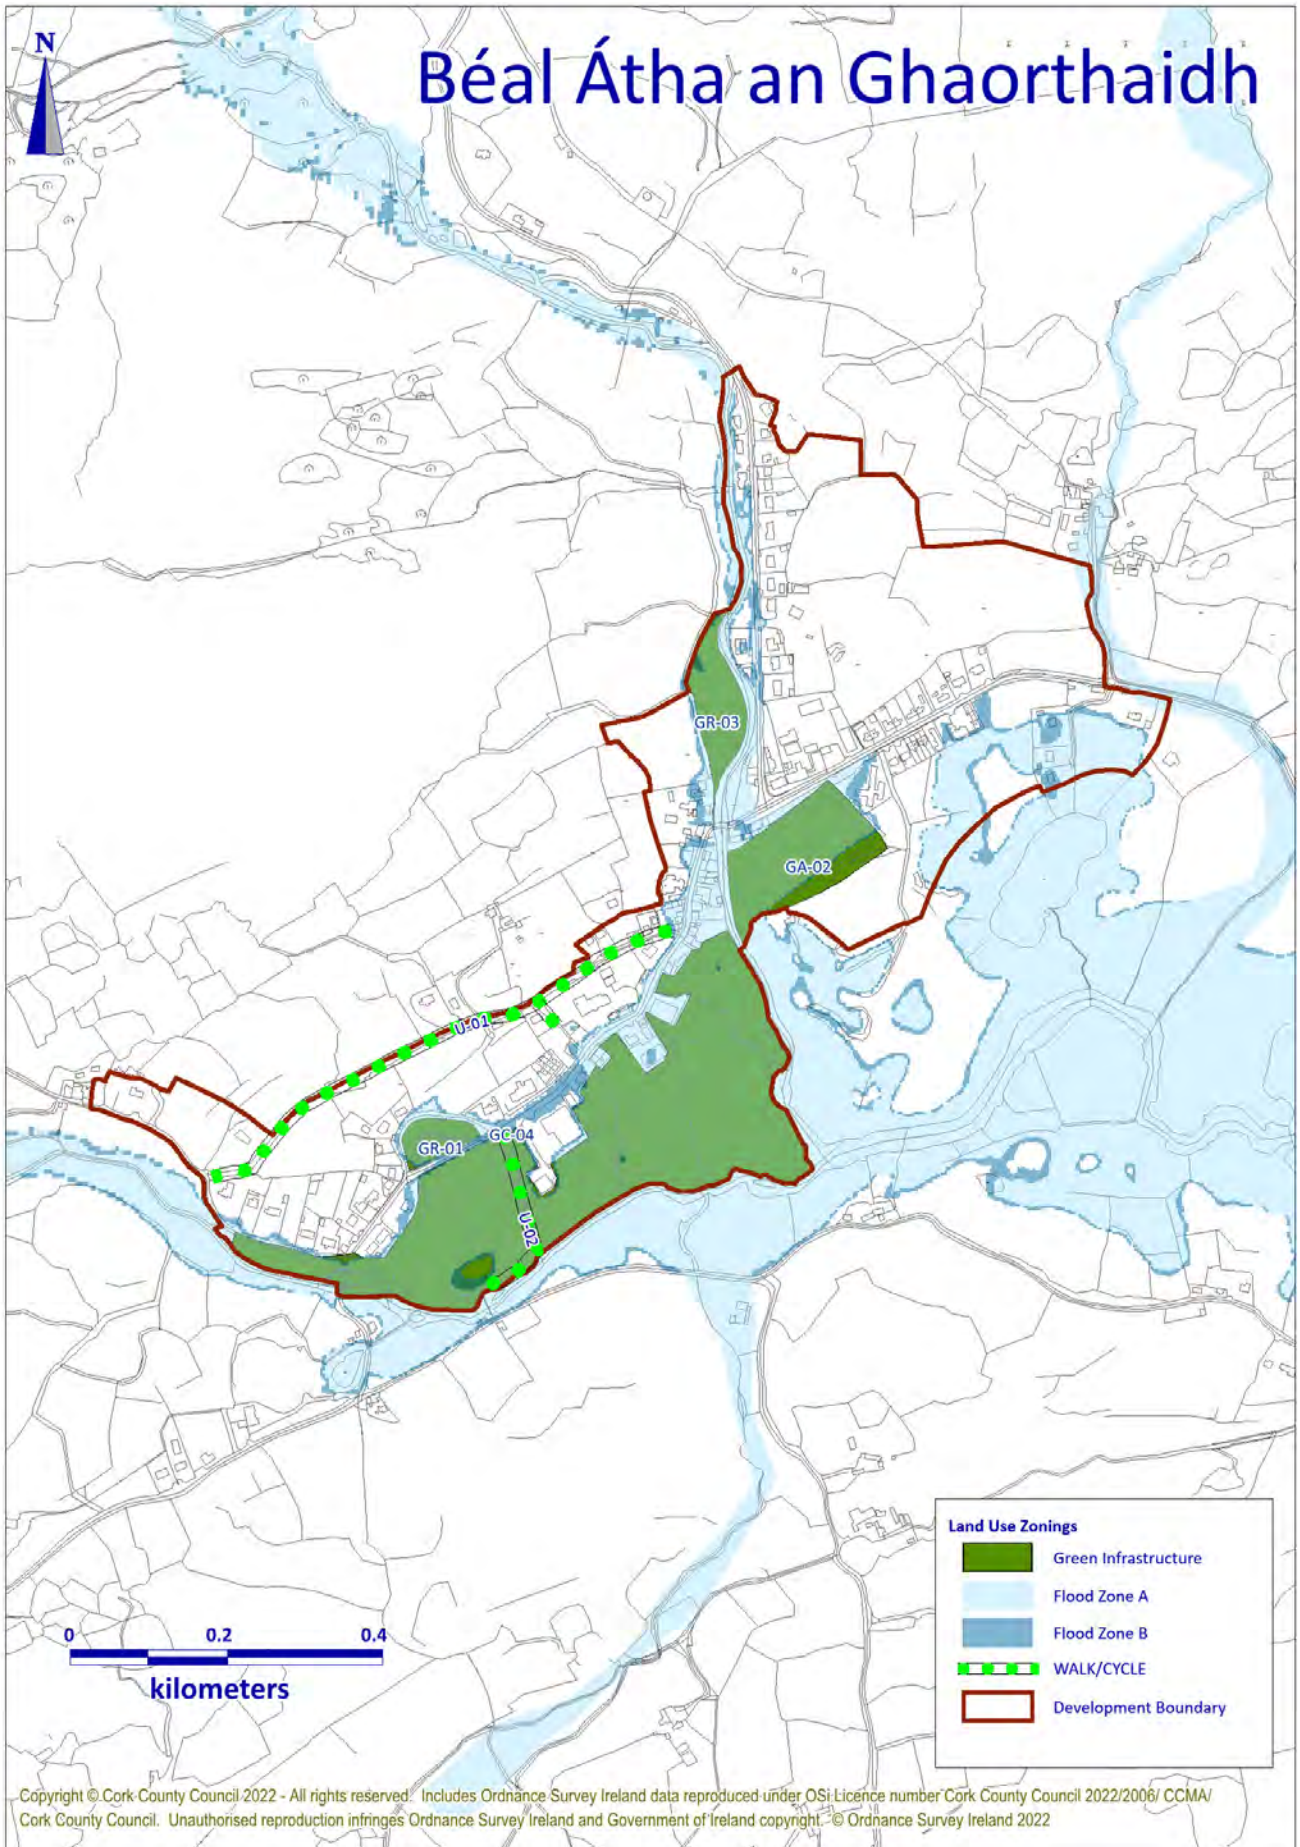 N
Béal Átha an Ghaorthaidh
GR-03
GA-02
U-01
GR-01
GC-04
U-02
Land Use Zonings
Green Infrastructure
Flood Zone A
Flood Zone B
WALK/CYCLE
Development Boundary
0 0.2 0.4
kilometers
Copyright © Cork County Council 2022 - All rights reserved. Includes Ordnance Survey Ireland data reproduced under OSi Licence number Cork County Council 2022/2006/ CCMA/
Cork County Council. Unauthorised reproduction infringes Ordnance Survey Ireland and Government of Ireland copyright. © Ordnance Survey Ireland 2022